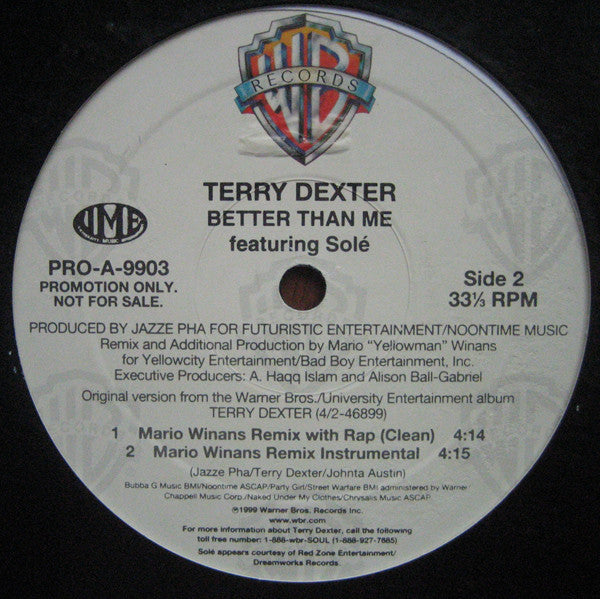 WB
RECORDS
TERRY DEXTER
BETTER THAN ME
featuring Solé
UME
UNIVERSITY MUSIC
PRO-A-9903
PROMOTION ONLY.
NOT FOR SALE.
Side 2
33⅓ RPM
PRODUCED BY JAZZE PHA FOR FUTURISTIC ENTERTAINMENT/NOONTIME MUSIC
Remix and Additional Production by Mario "Yellowman" Winans
for Yellowcity Entertainment/Bad Boy Entertainment, Inc.
Executive Producers: A. Haqq Islam and Alison Ball-Gabriel
Original version from the Warner Bros./University Entertainment album
TERRY DEXTER (4/2-46899)
1 Mario Winans Remix with Rap (Clean) 4:14
2 Mario Winans Remix Instrumental 4:15
(Jazze Pha/Terry Dexter/Johnta Austin)
Bubba G Music BMI/Noontime ASCAP/Party Girl/Street Warfare BMI administered by Warner
Chappell Music Corp./Naked Under My Clothes/Chrysalis Music ASCAP.
℗1999 Warner Bros. Records Inc.
www.wbr.com
For more information about Terry Dexter, call the following
toll free number: 1-888-wbr-SOUL (1-888-927-7685)
Solé appears courtesy of Red Zone Entertainment/
Dreamworks Records.